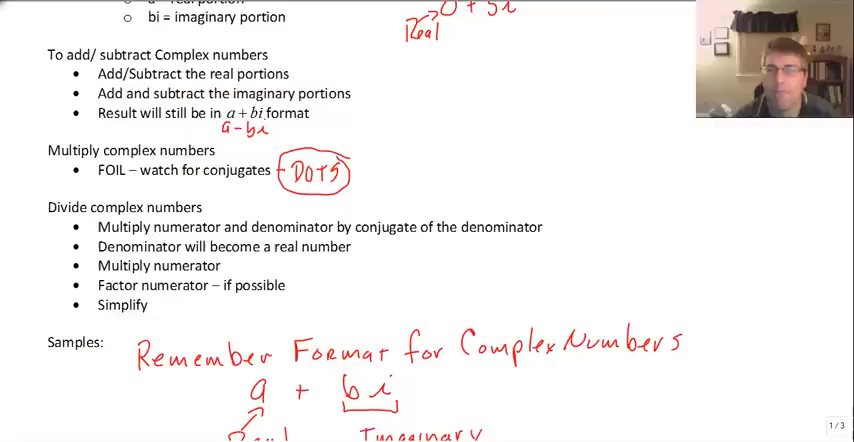 bi = imaginary portion
0 + 5i
Real
To add/ subtract Complex numbers
Add/Subtract the real portions
Add and subtract the imaginary portions
Result will still be in a + bi format
a - bi
Multiply complex numbers
FOIL – watch for conjugates - DOTS
Divide complex numbers
Multiply numerator and denominator by conjugate of the denominator
Denominator will become a real number
Multiply numerator
Factor numerator – if possible
Simplify
Samples: Remember Format for Complex Numbers
a + bi
Real Imaginary
1 / 3